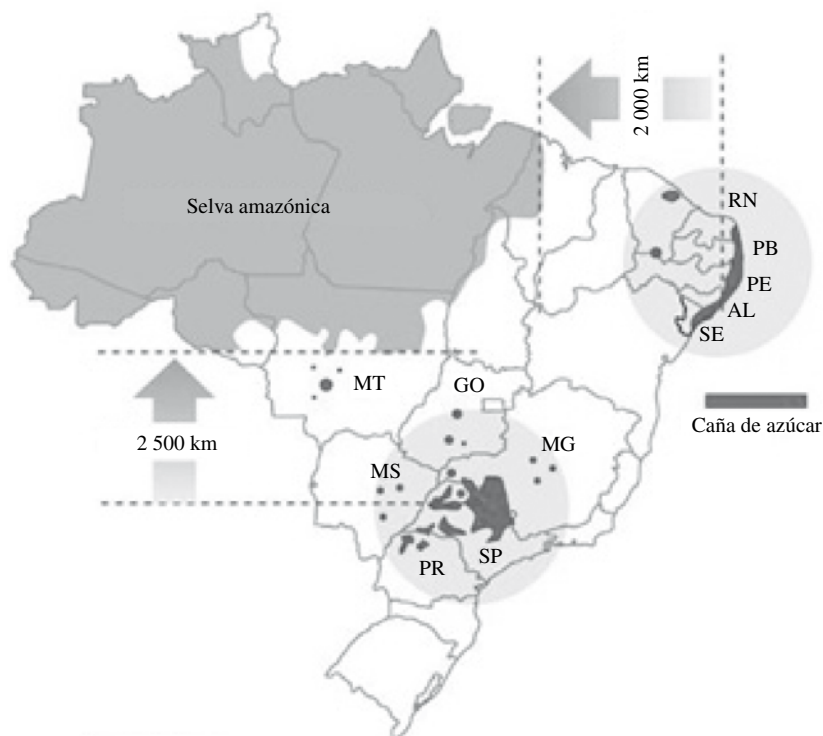 2 000 km
Selva amazónica
RN
PB
PE
AL
SE
MT
GO
Caña de azúcar
2 500 km
MG
MS
SP
PR